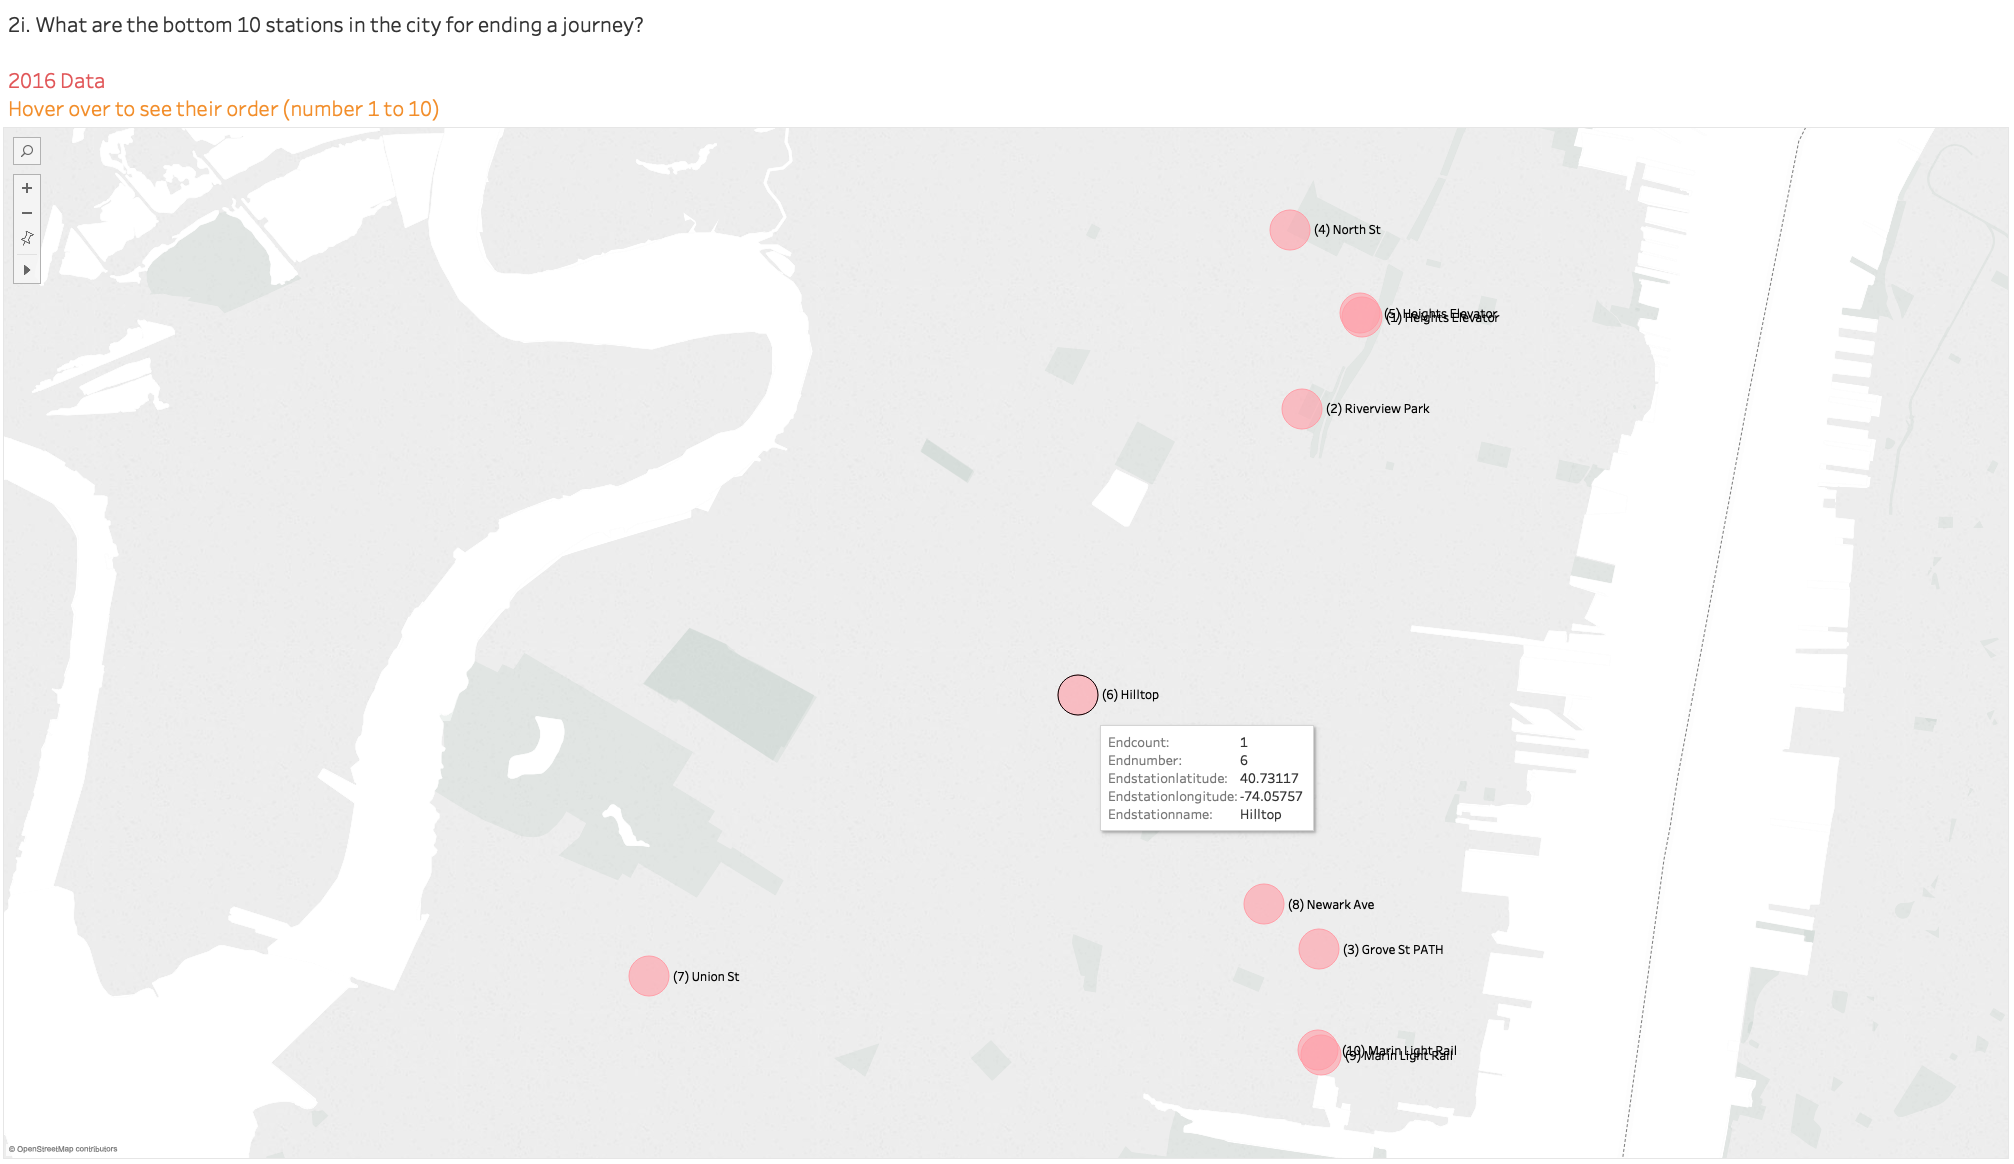 2i. What are the bottom 10 stations in the city for ending a journey?
2016 Data
Hover over to see their order (number 1 to 10)
(4) North St
(5) Heights Elevator
(1) Heights Elevator
(2) Riverview Park
(6) Hilltop
Endcount: 1
Endnumber: 6
Endstationlatitude: 40.73117
Endstationlongitude: -74.05757
Endstationname: Hilltop
(8) Newark Ave
(3) Grove St PATH
(7) Union St
(10) Marin Light Rail
(9) Marin Light Rail
© OpenStreetMap contributors